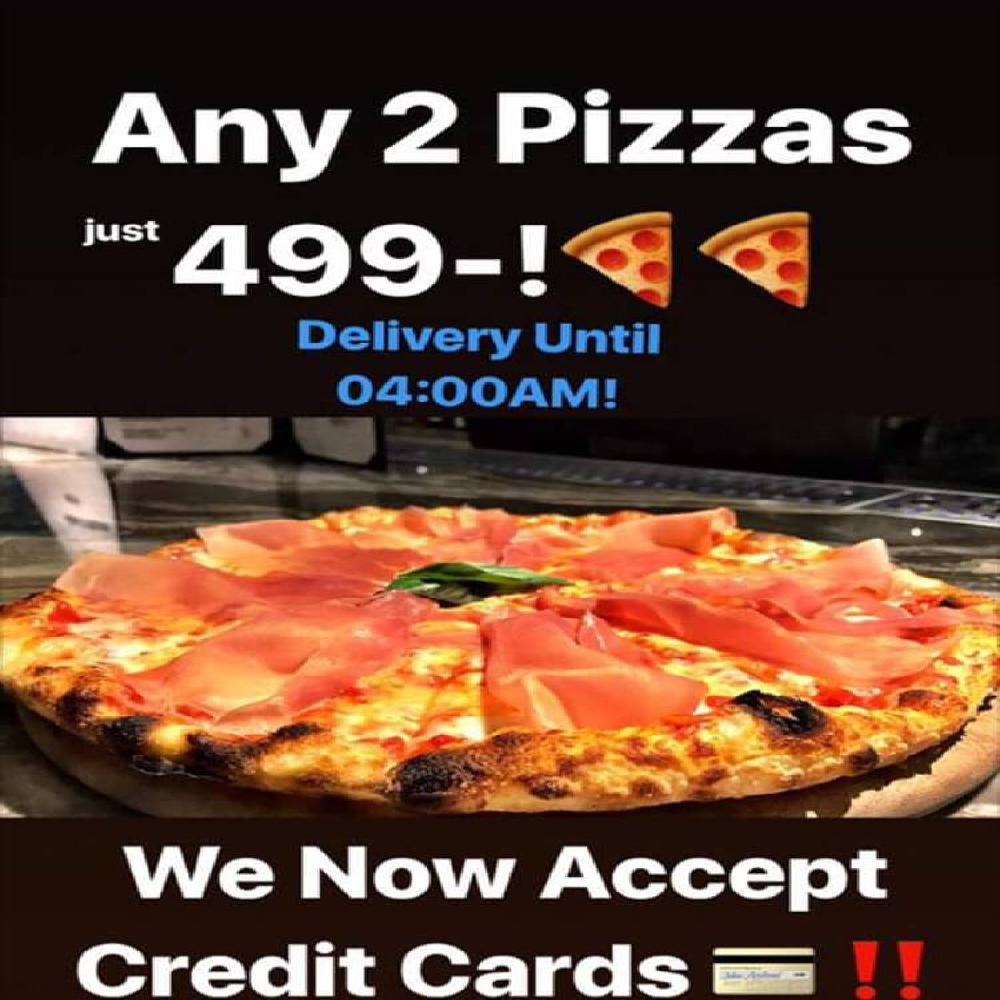 Any 2 Pizzas
just 499-!🍕🍕
Delivery Until
04:00AM!
We Now Accept
Credit Cards 💳‼️